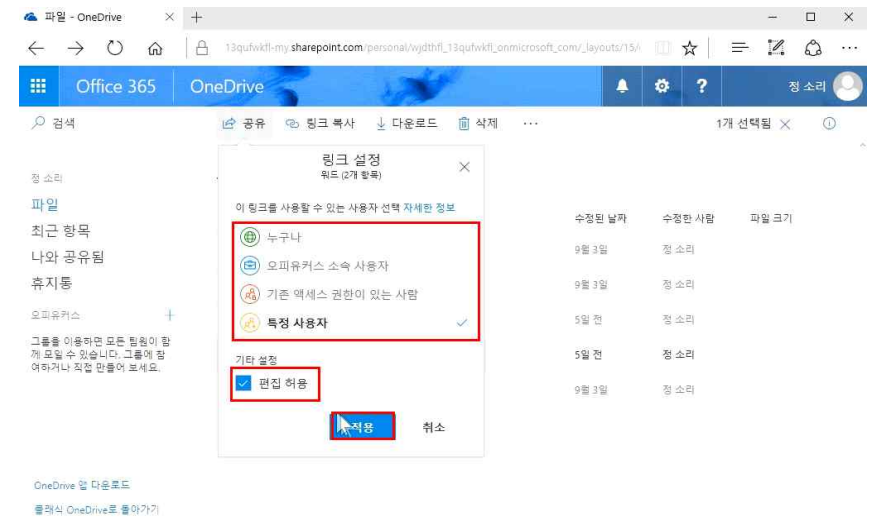 파일 - OneDrive
13qufwkfl-my.sharepoint.com/personal/wjdthfl_13qufwkfl_onmicrosoft_com/_layouts/15/
Office 365
OneDrive
?
정 소리
검색
공유
링크 복사
다운로드
삭제
...
1개 선택됨
링크 설정
워드 (2개 항목)
이 링크를 사용할 수 있는 사용자 선택 자세한 정보
누구나
오피유커스 소속 사용자
기존 액세스 권한이 있는 사람
특정 사용자
기타 설정
편집 허용
적용
취소
정 소리
파일
최근 항목
나와 공유됨
휴지통
오피유커스
그룹을 이용하면 모든 팀원이 함
께 모일 수 있습니다. 그룹에 참
여하거나 직접 만들어 보세요.
수정된 날짜 수정한 사람 파일 크기
9월 3일 정 소리
9월 3일 정 소리
5일 전 정 소리
5일 전 정 소리
9월 3일 정 소리
OneDrive 앱 다운로드
클래식 OneDrive로 돌아가기